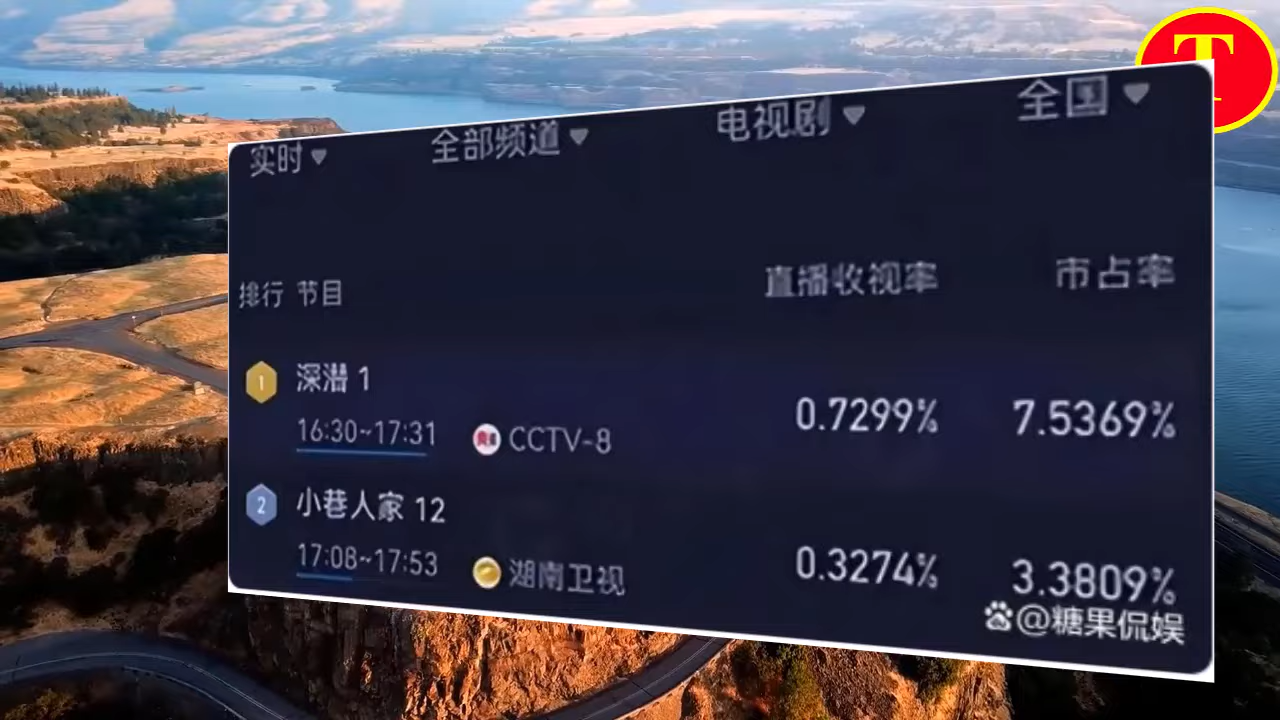 T
实时 全部频道 电视剧 全国
排行 节目 直播收视率 市占率
1 深潜 1
16:30~17:31 CCTV-8 0.7299% 7.5369%
2 小巷人家 12
17:08~17:53 湖南卫视 0.3274% 3.3809%
@糖果侃娱